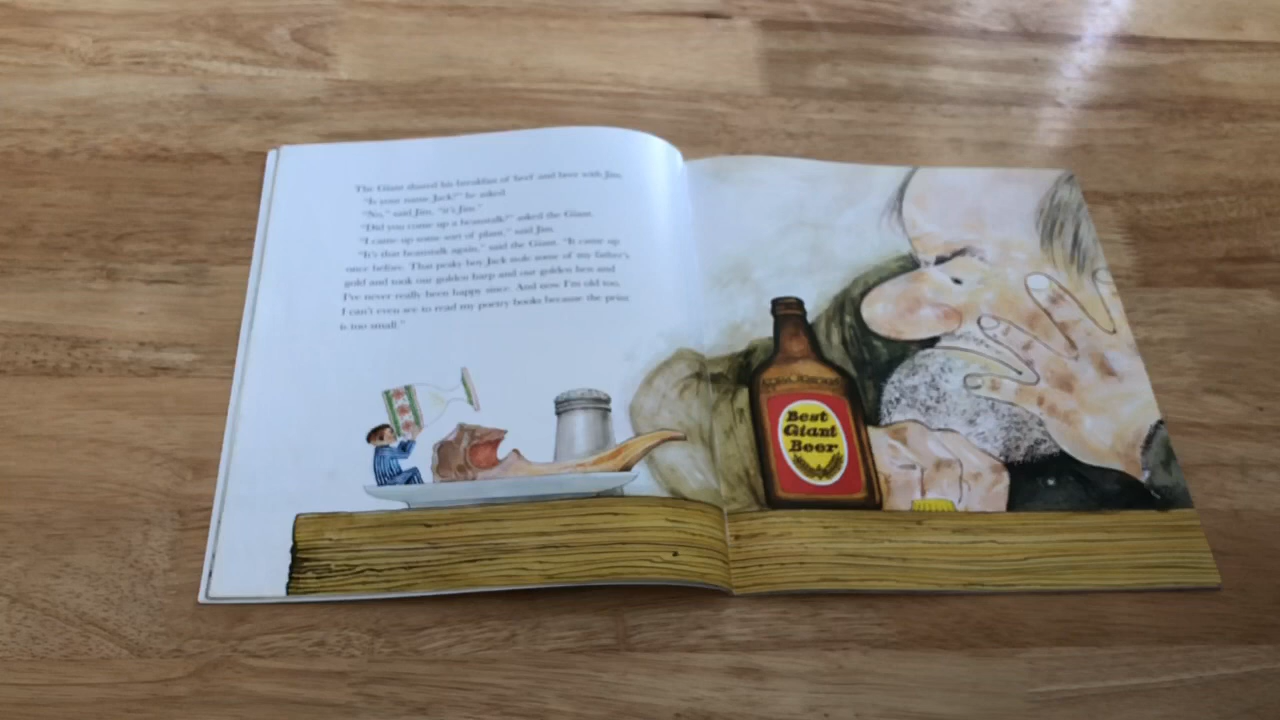 The Giant shared his breakfast of beef and beer with Jim.
"Is your name Jack?" he asked.
"No," said Jim, "it's Jim."
"Did you come up a beanstalk?" asked the Giant.
"I came up some sort of plant," said Jim.
"It's that beanstalk again," said the Giant. "It came up
once before. That pesky boy Jack stole some of my father's
gold and took our golden harp and our golden hen and
I've never really been happy since. And now I'm old too,
I can't even see to read my poetry books because the print
is too small."
Best
Giant
Beer